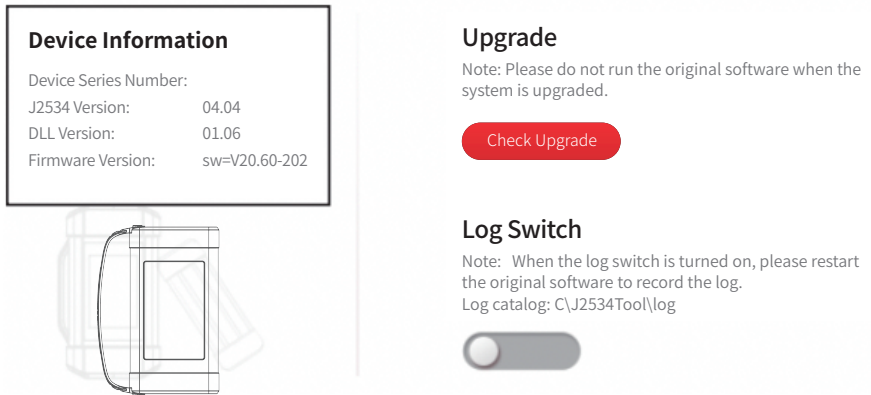 Device Information
Device Series Number:
J2534 Version: 04.04
DLL Version: 01.06
Firmware Version: sw=V20.60-202
Upgrade
Note: Please do not run the original software when the
system is upgraded.
Check Upgrade
Log Switch
Note: When the log switch is turned on, please restart
the original software to record the log.
Log catalog: C\J2534Tool\log